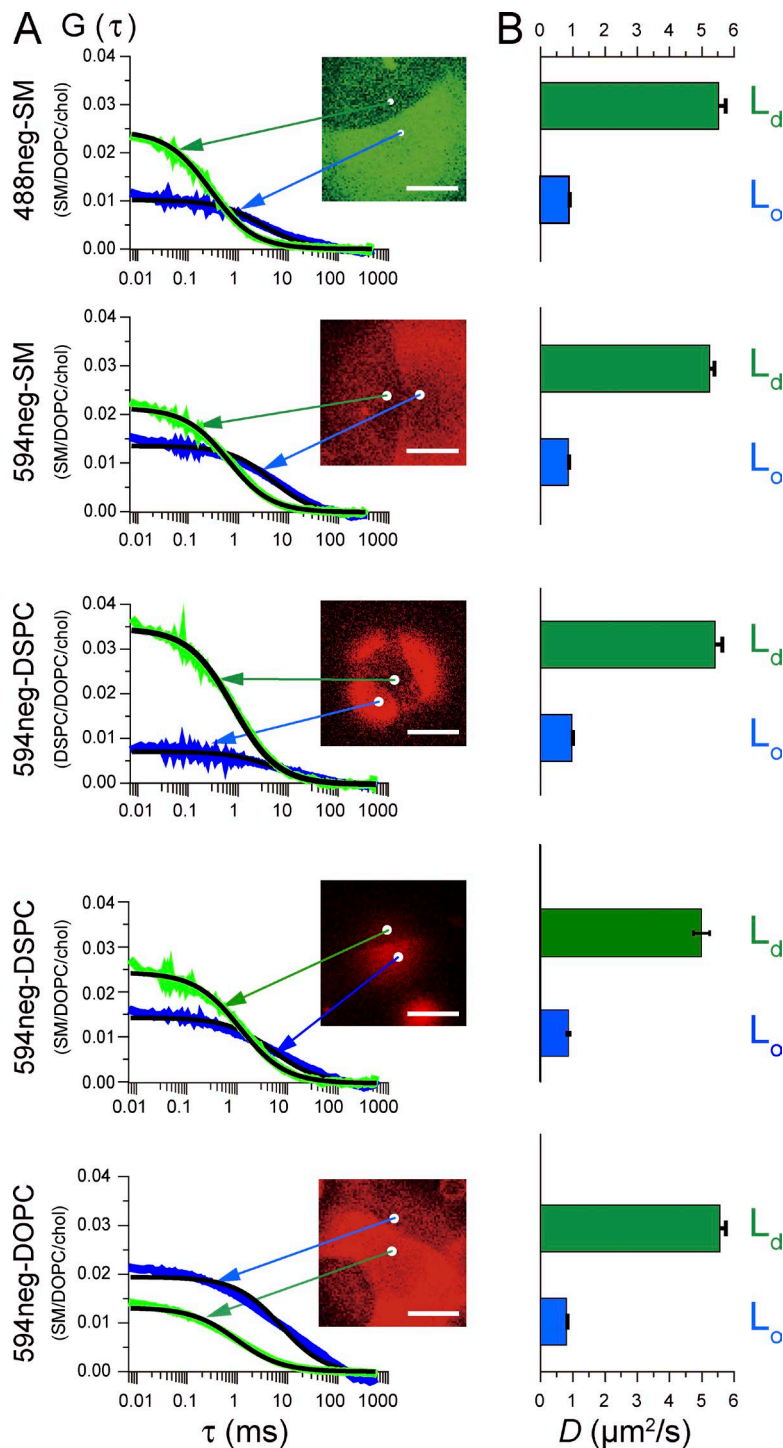 A G (τ)
B
0 1 2 3 4 5 6
488neg-SM
(SM/DOPC/chol)
0.04
0.03
0.02
0.01
0.00
0.01 0.1 1 10 100 1000
Ld
Lo
594neg-SM
(SM/DOPC/chol)
0.04
0.03
0.02
0.01
0.00
0.01 0.1 1 10 100 1000
Ld
Lo
594neg-DSPC
(DSPC/DOPC/chol)
0.04
0.03
0.02
0.01
0.00
0.01 0.1 1 10 100 1000
Ld
Lo
594neg-DSPC
(SM/DOPC/chol)
0.04
0.03
0.02
0.01
0.00
0.01 0.1 1 10 100 1000
Ld
Lo
594neg-DOPC
(SM/DOPC/chol)
0.04
0.03
0.02
0.01
0.00
0.01 0.1 1 10 100 1000
Ld
Lo
0 1 2 3 4 5 6
τ (ms)
D (µm²/s)